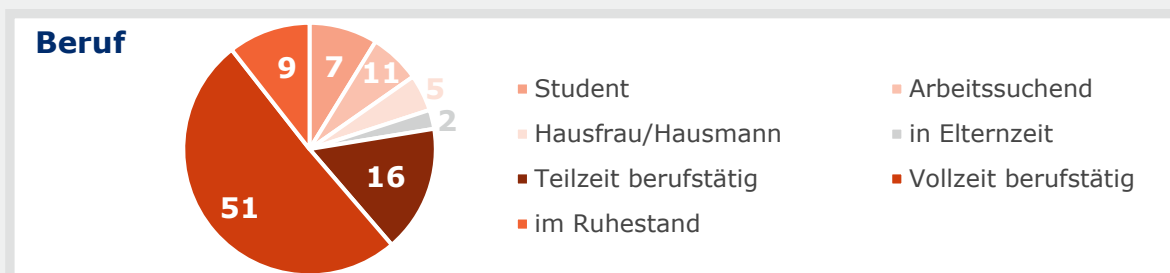 Beruf
9
7
11
5
2
16
51
Student
Arbeitssuchend
Hausfrau/Hausmann
in Elternzeit
Teilzeit berufstätig
Vollzeit berufstätig
im Ruhestand